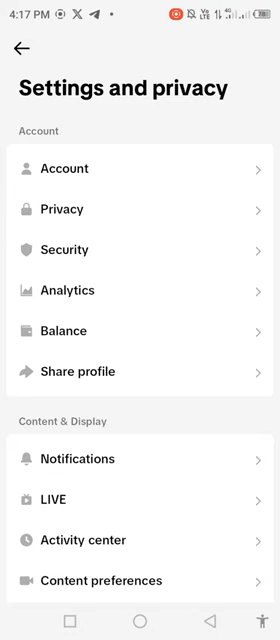 4:17 PM
Settings and privacy
Account
Account
Privacy
Security
Analytics
Balance
Share profile
Content & Display
Notifications
LIVE
Activity center
Content preferences